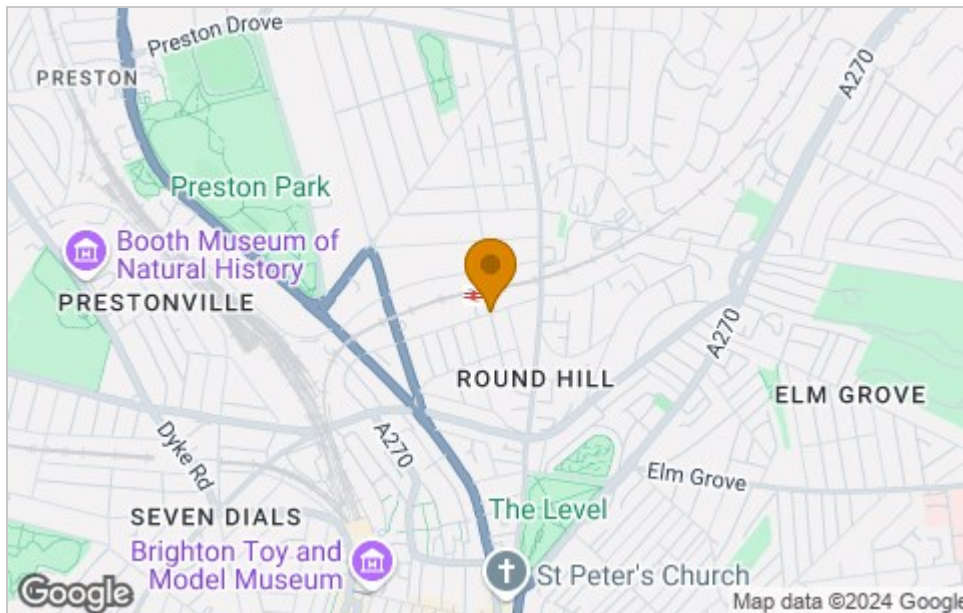 Preston Drove
PRESTON
A270
Preston Park
Booth Museum of
Natural History
PRESTONVILLE
A270
ROUND HILL
ELM GROVE
Dyke Rd
A270
Elm Grove
SEVEN DIALS
The Level
Brighton Toy and
Model Museum
St Peter's Church
Google
Map data ©2024 Google